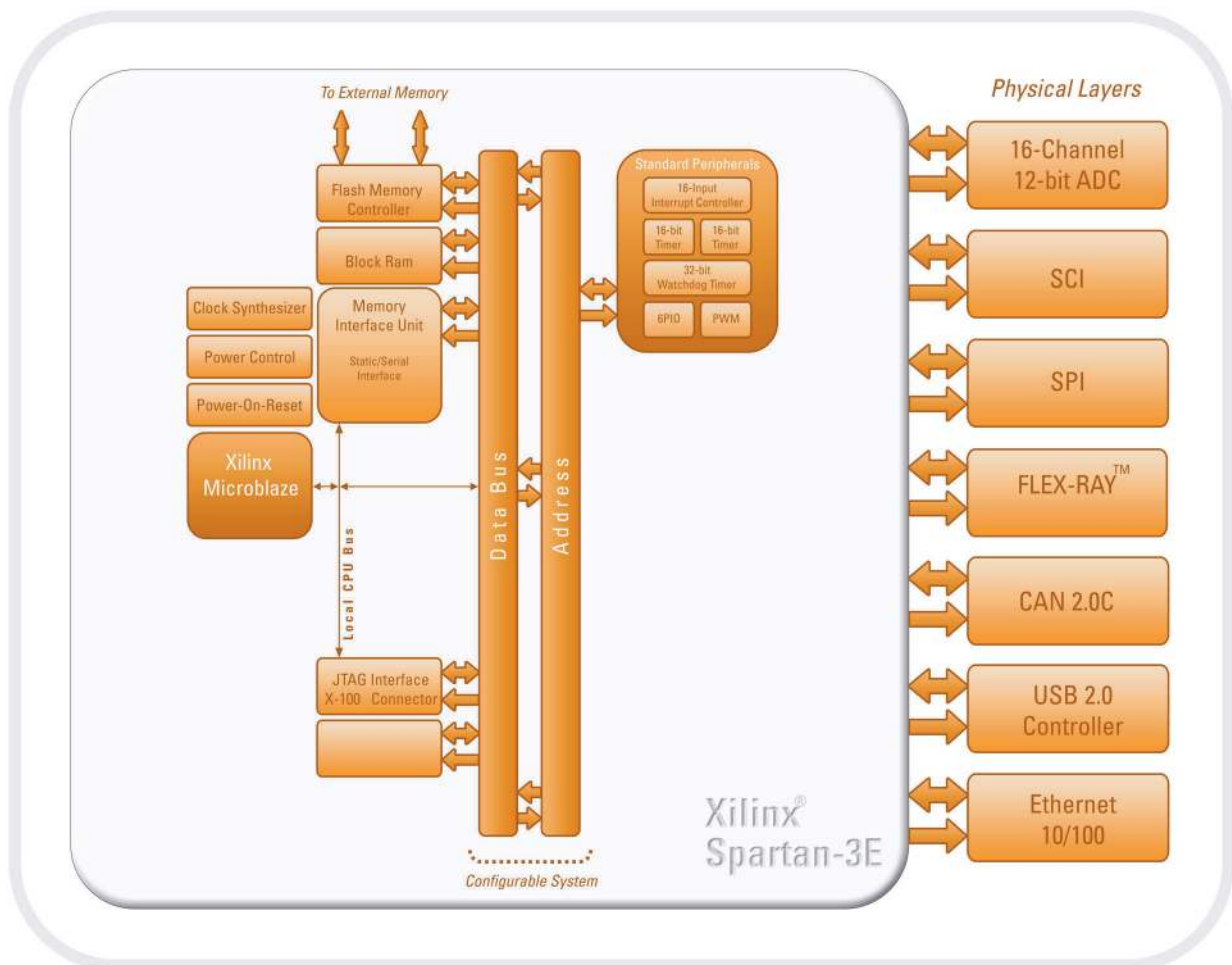 To External Memory
Physical Layers
Flash Memory
Controller
Block Ram
Clock Synthesizer
Power Control
Power-On-Reset
Memory
Interface Unit
Static/Serial
Interface
Xilinx
Microblaze
Local CPU Bus
JTAG Interface
X-100 Connector
Data Bus
Address
Configurable System
Standard Peripherals
16-Input
Interrupt Controller
16-bit
Timer
16-bit
Timer
32-bit
Watchdog Timer
6PIO
PWM
Xilinx®
Spartan-3E
16-Channel
12-bit ADC
SCI
SPI
FLEX-RAY™
CAN 2.0C
USB 2.0
Controller
Ethernet
10/100